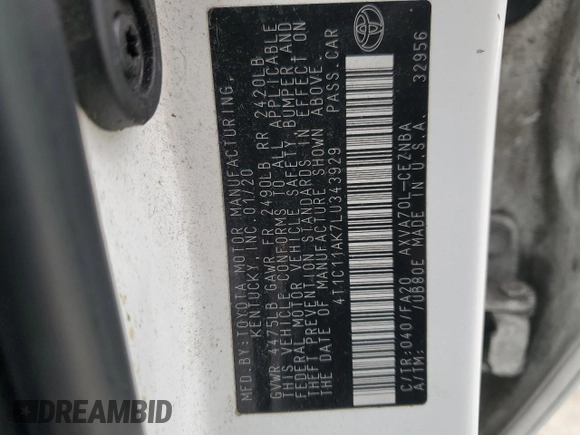 MFD. BY: TOYOTA MOTOR MANUFACTURING,
KENTUCKY, INC. 01/20
GVWR 4475LB GAWR FR 2490LB RR 2420LB
THIS VEHICLE CONFORMS TO ALL APPLICABLE
FEDERAL MOTOR VEHICLE SAFETY, BUMPER, AND
THEFT PREVENTION STANDARDS IN EFFECT ON
THE DATE OF MANUFACTURE SHOWN ABOVE.
4T1C11AK7LU343929 PASS. CAR
C/TR:040/FA20 AXVA70L-CEZNBA
A/TM: /UB80E MADE IN U.S.A. 32956
DREAMBID